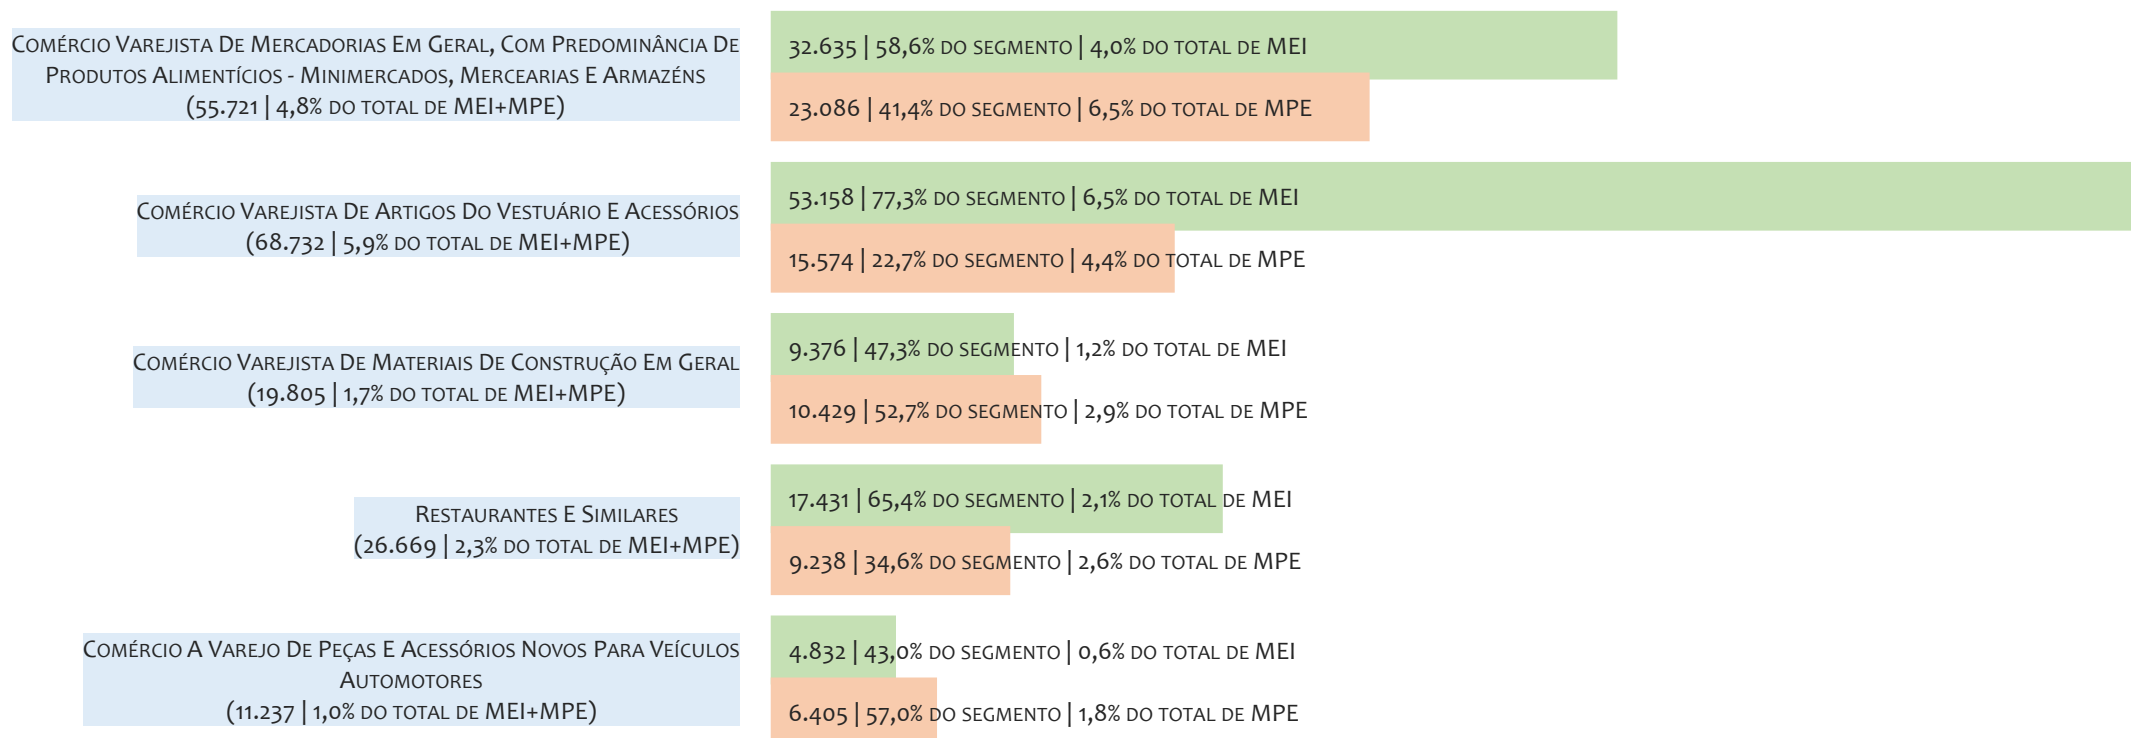 Comércio Varejista De Mercadorias Em Geral, Com Predominância De
Produtos Alimentícios - Minimercados, Mercearias E Armazéns
(55.721 | 4,8% do total de MEI+MPE)
32.635 | 58,6% do segmento | 4,0% do total de MEI
23.086 | 41,4% do segmento | 6,5% do total de MPE
Comércio Varejista De Artigos Do Vestuário E Acessórios
(68.732 | 5,9% do total de MEI+MPE)
53.158 | 77,3% do segmento | 6,5% do total de MEI
15.574 | 22,7% do segmento | 4,4% do total de MPE
Comércio Varejista De Materiais De Construção Em Geral
(19.805 | 1,7% do total de MEI+MPE)
9.376 | 47,3% do segmento | 1,2% do total de MEI
10.429 | 52,7% do segmento | 2,9% do total de MPE
Restaurantes E Similares
(26.669 | 2,3% do total de MEI+MPE)
17.431 | 65,4% do segmento | 2,1% do total de MEI
9.238 | 34,6% do segmento | 2,6% do total de MPE
Comércio A Varejo De Peças E Acessórios Novos Para Veículos
Automotores
(11.237 | 1,0% do total de MEI+MPE)
4.832 | 43,0% do segmento | 0,6% do total de MEI
6.405 | 57,0% do segmento | 1,8% do total de MPE